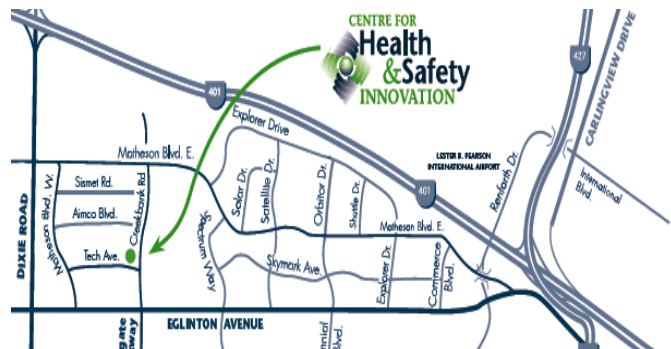 CENTRE FOR
Health
&Safety
INNOVATION
401
427
CARLINGVIEW DRIVE
Explorer Drive
Matheson Blvd. E.
LESTER B. PEARSON
INTERNATIONAL AIRPORT
Renforth Dr.
International
Blvd.
401
Sismet Rd.
Aimco Blvd.
Tech Ave.
Creekbank Rd
Matheson Blvd. W.
DIXIE ROAD
Solar Dr.
Satellite Dr.
Orbitor Dr.
Shuttle Dr.
Matheson Blvd. E.
Spectrum Way
Skymark Ave.
Explorer Dr.
Commerce
Blvd.
EGLINTON AVENUE
gate
way
nnial
Blvd.